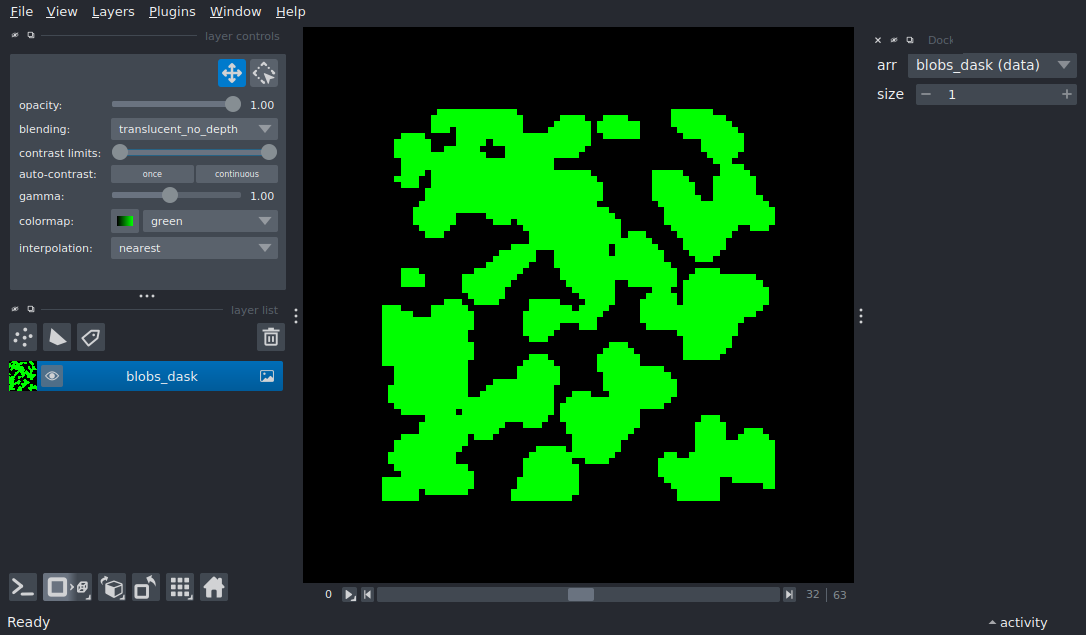 File View Layers Plugins Window Help
layer controls
opacity: 1.00
blending: translucent_no_depth
contrast limits:
auto-contrast: once continuous
gamma: 1.00
colormap: green
interpolation: nearest
layer list
blobs_dask
Dock
arr blobs_dask (data)
size 1
0 32 63
Ready
activity